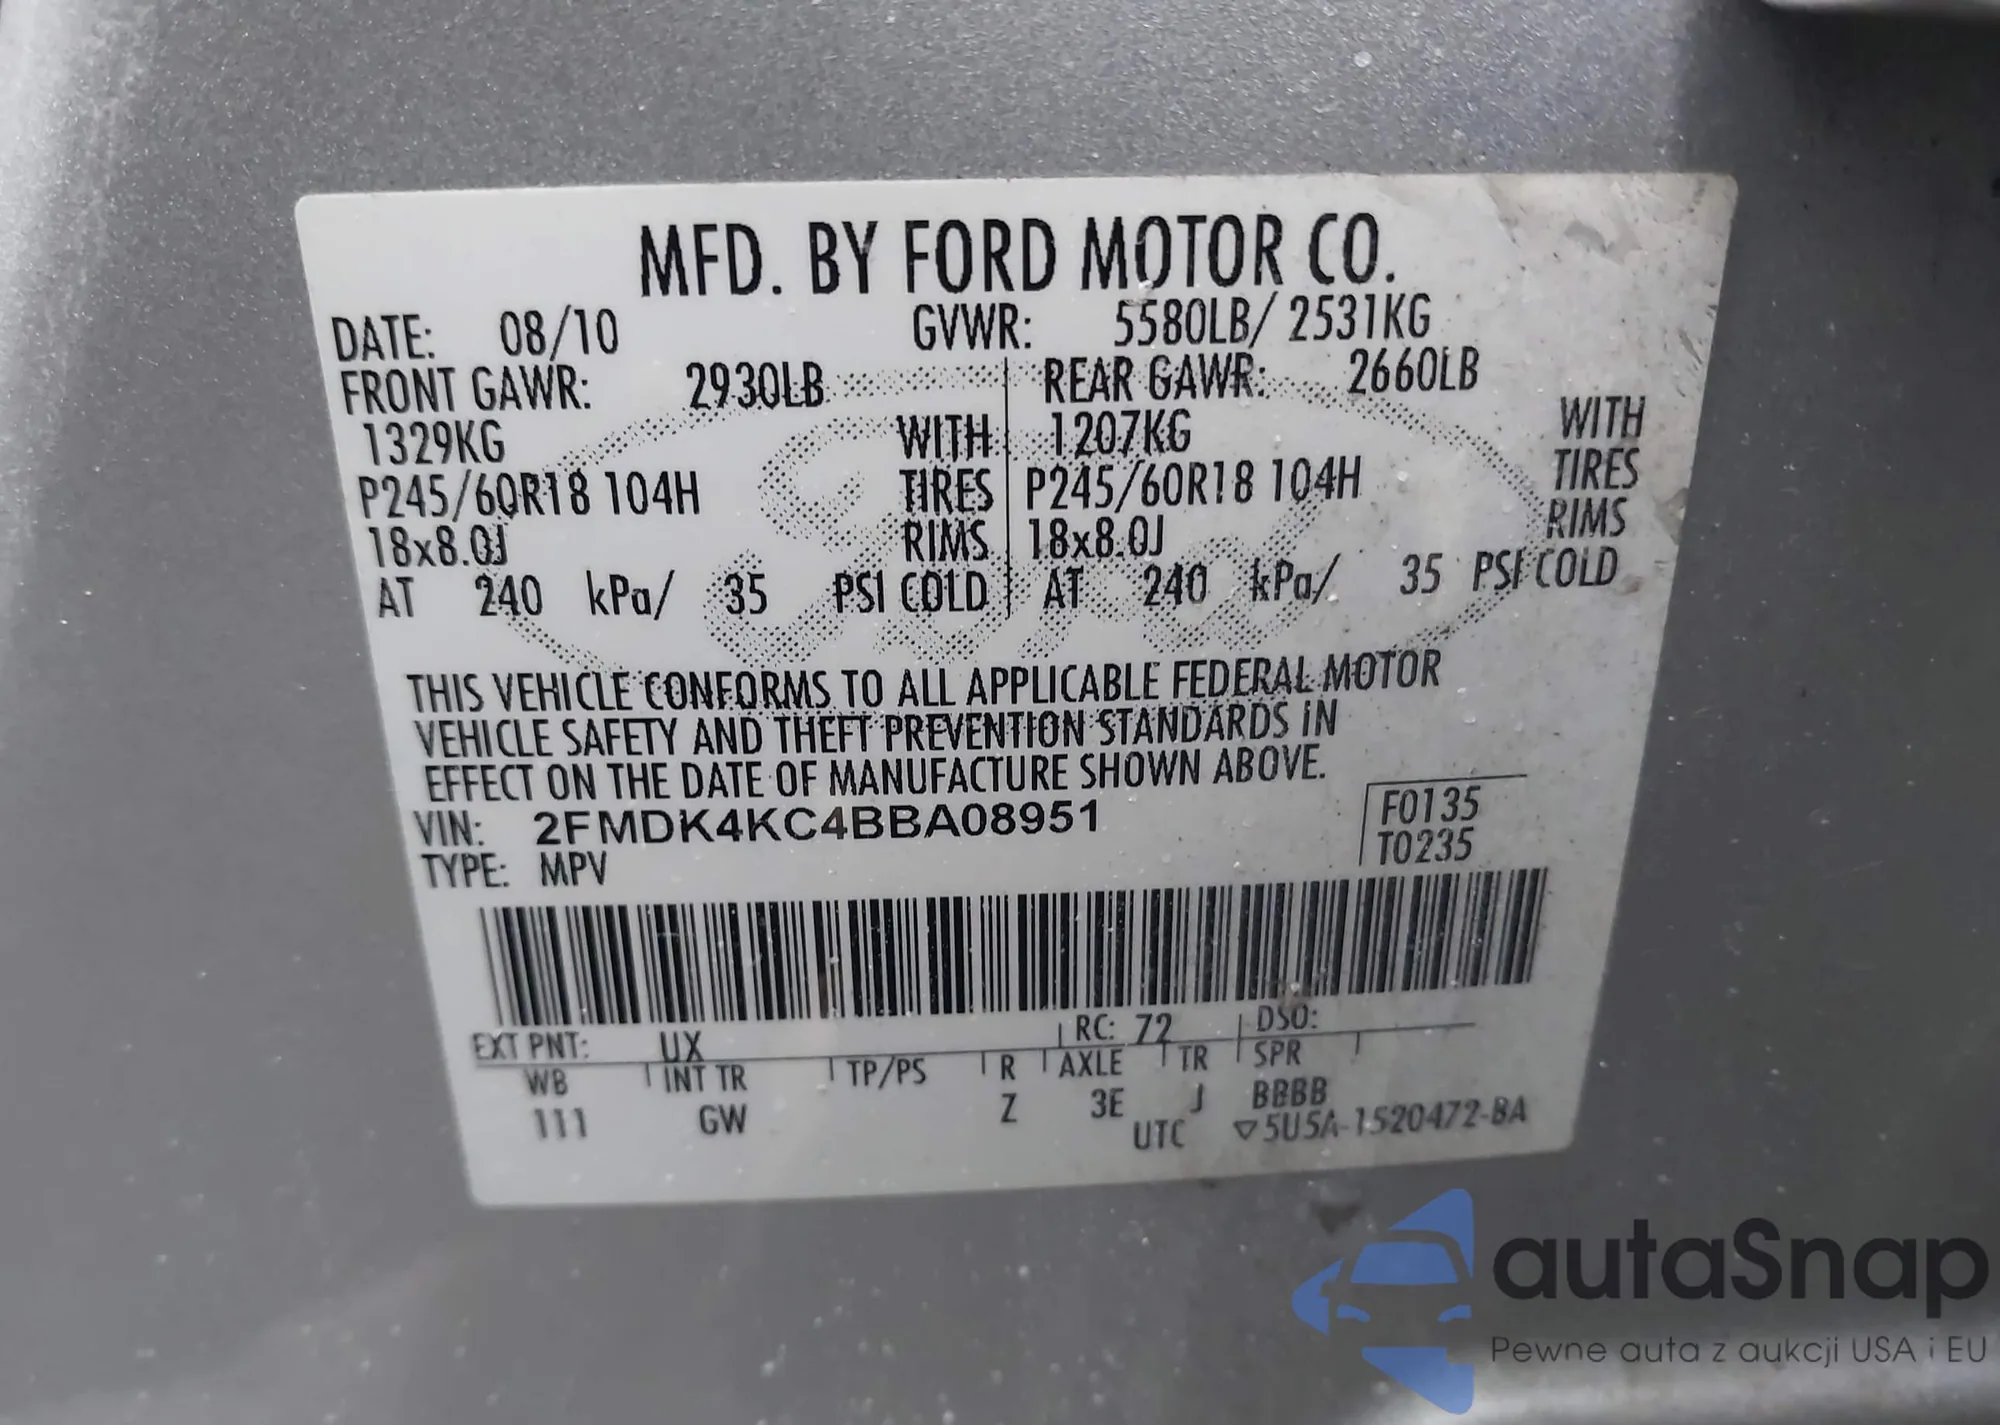 MFD. BY FORD MOTOR CO.
DATE: 08/10 GVWR: 5580LB/ 2531KG
FRONT GAWR: 2930LB REAR GAWR: 2660LB
1329KG WITH 1207KG WITH
P245/60R18 104H TIRES P245/60R18 104H TIRES
18x8.0J RIMS 18x8.0J RIMS
AT 240 kPa/ 35 PSI COLD AT 240 kPa/ 35 PSI COLD
THIS VEHICLE CONFORMS TO ALL APPLICABLE FEDERAL MOTOR
VEHICLE SAFETY AND THEFT PREVENTION STANDARDS IN
EFFECT ON THE DATE OF MANUFACTURE SHOWN ABOVE.
VIN: 2FMDK4KC4BBA08951 F0135
TYPE: MPV T0235
EXT PNT: UX RC: 72 DSO:
WB INT TR TP/PS R AXLE TR SPR
111 GW Z 3E J BBBB
UTC ▽5U5A-1520472-BA
autaSnap
Pewne auta z aukcji USA i EU